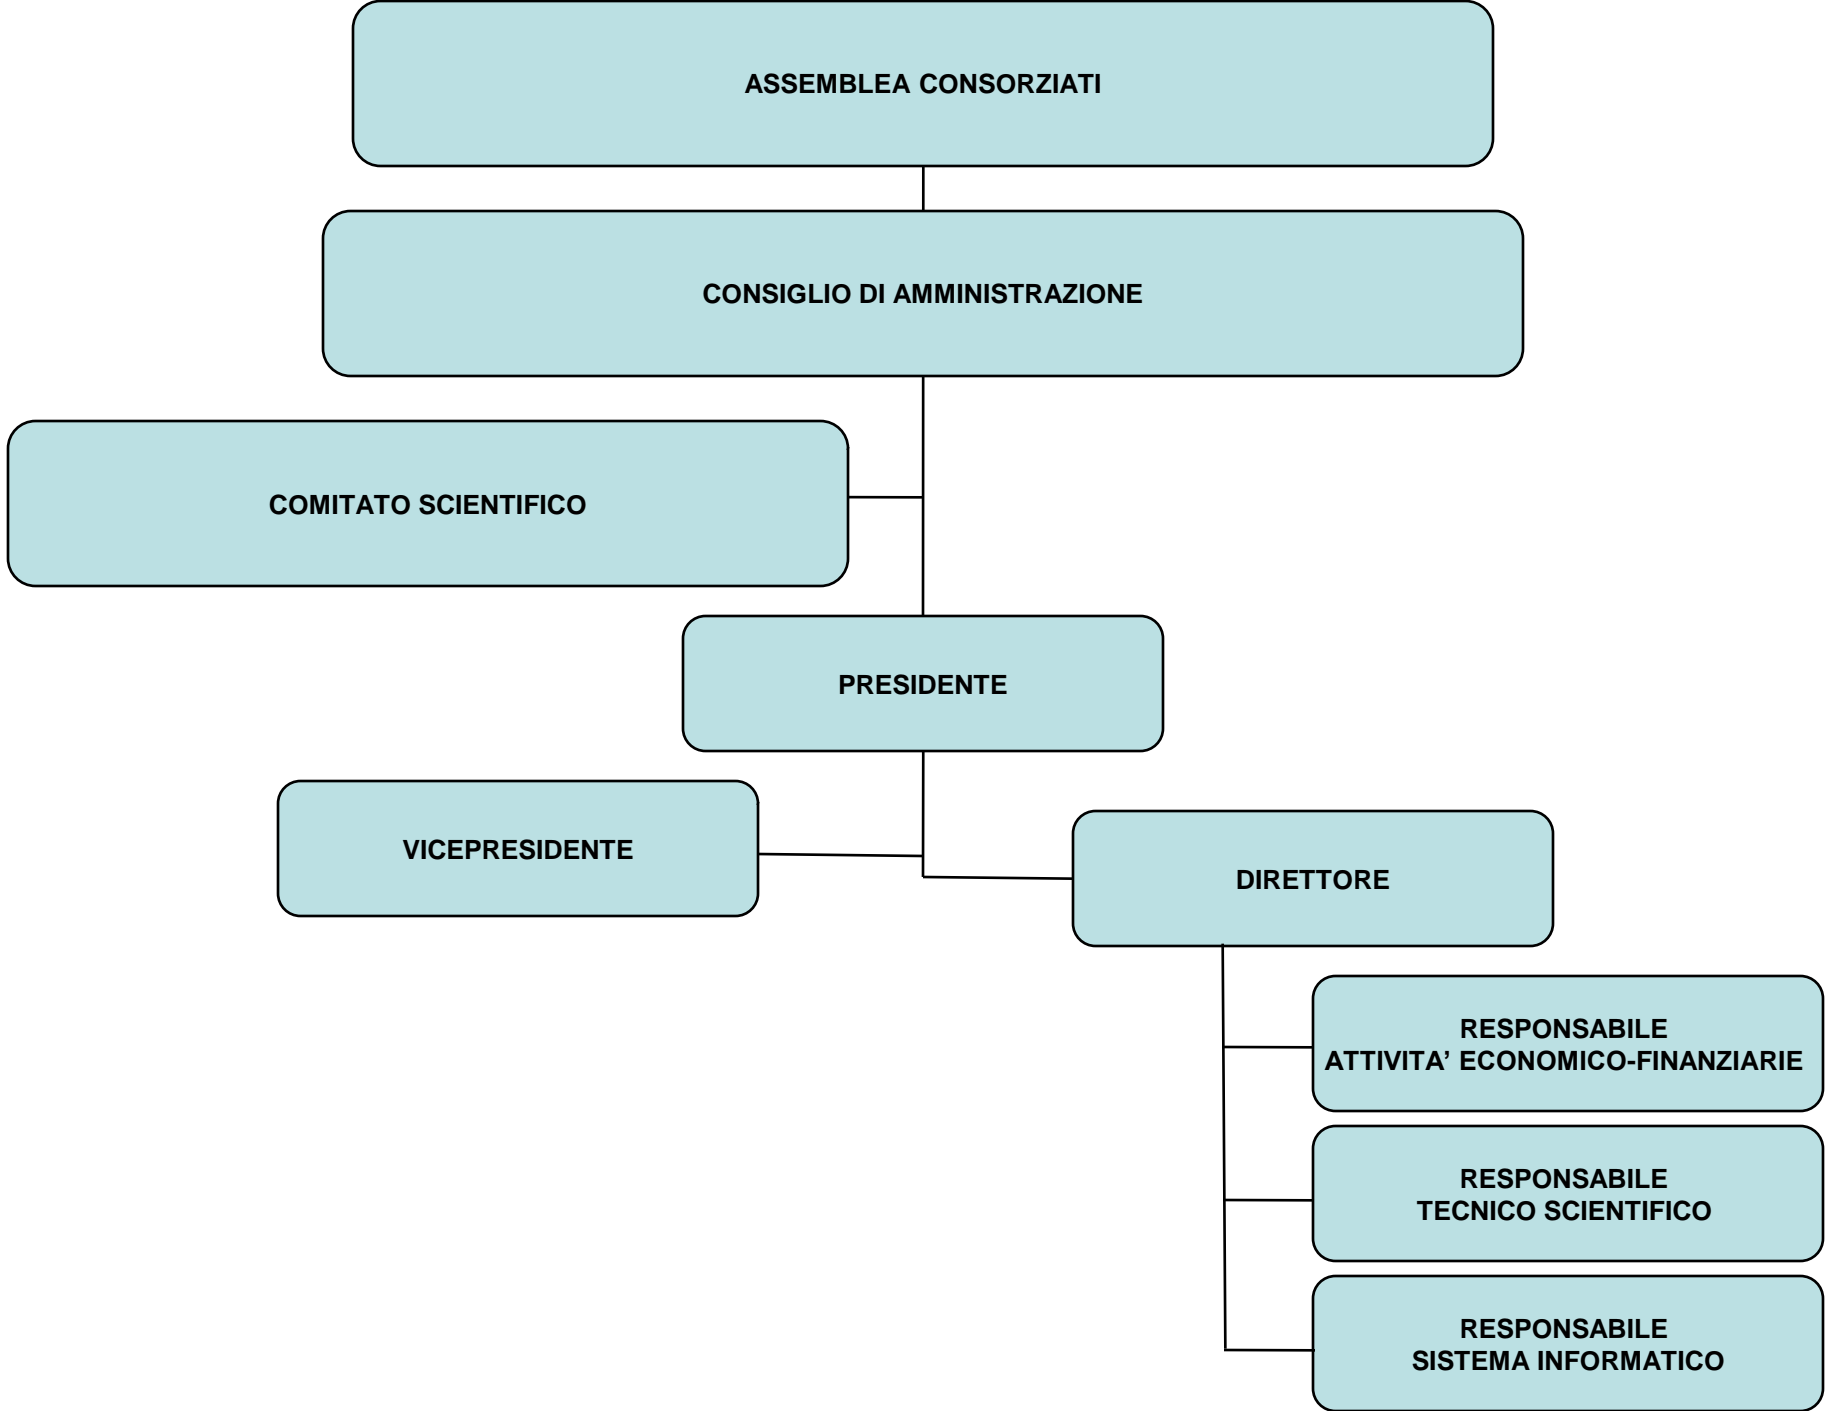 ASSEMBLEA CONSORZIATI
CONSIGLIO DI AMMINISTRAZIONE
COMITATO SCIENTIFICO
PRESIDENTE
VICEPRESIDENTE
DIRETTORE
RESPONSABILE
ATTIVITA’ ECONOMICO-FINANZIARIE
RESPONSABILE
TECNICO SCIENTIFICO
RESPONSABILE
SISTEMA INFORMATICO